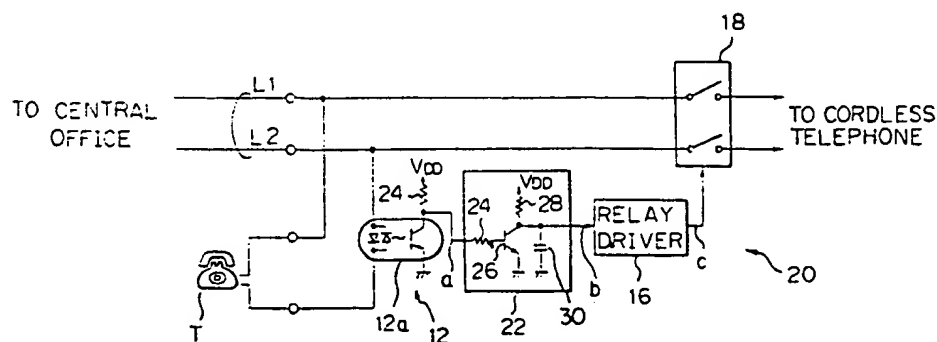 18
L1
TO CENTRAL
OFFICE
L2
TO CORDLESS
TELEPHONE
VDD
24
VDD
28
24
RELAY
DRIVER
26
a
b
c
20
T
12a
12
22
30
16